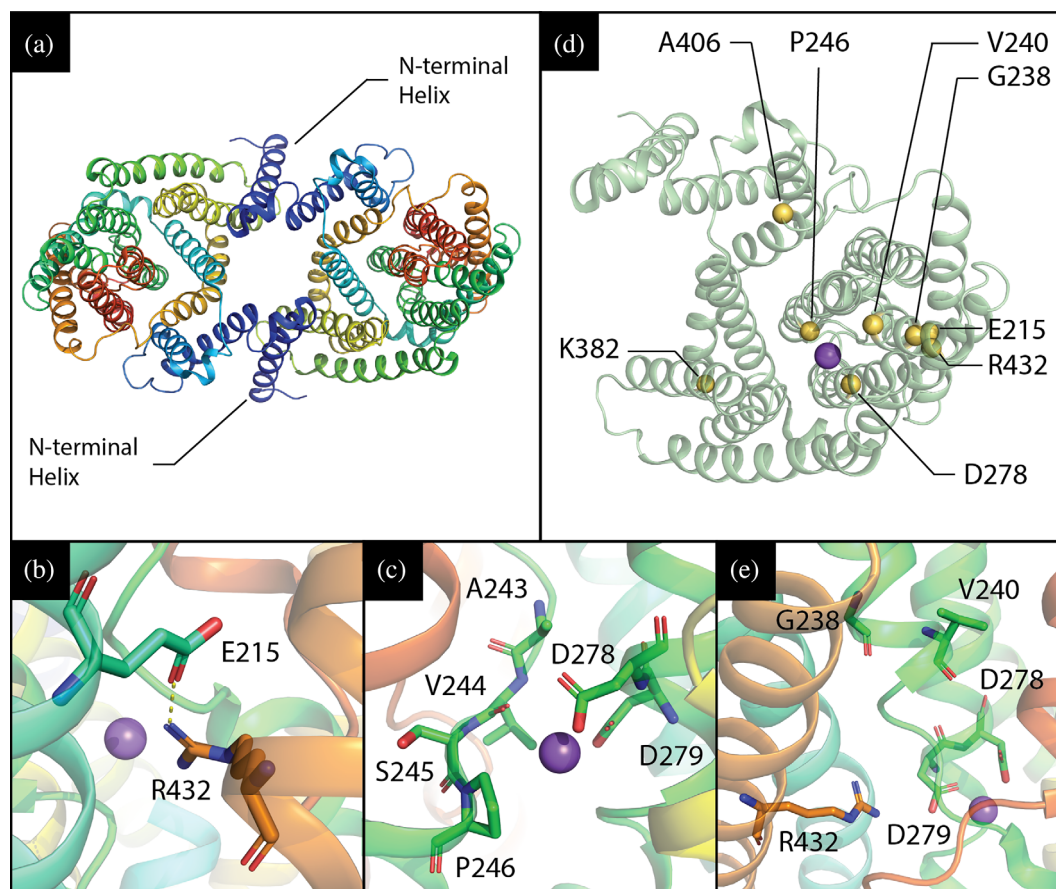 (a)
N-terminal
Helix
N-terminal
Helix
(d)
A406
P246
V240
G238
E215
R432
K382
D278
(b)
E215
R432
(c)
A243
D278
V244
S245
D279
P246
(e)
V240
G238
D278
R432
D279